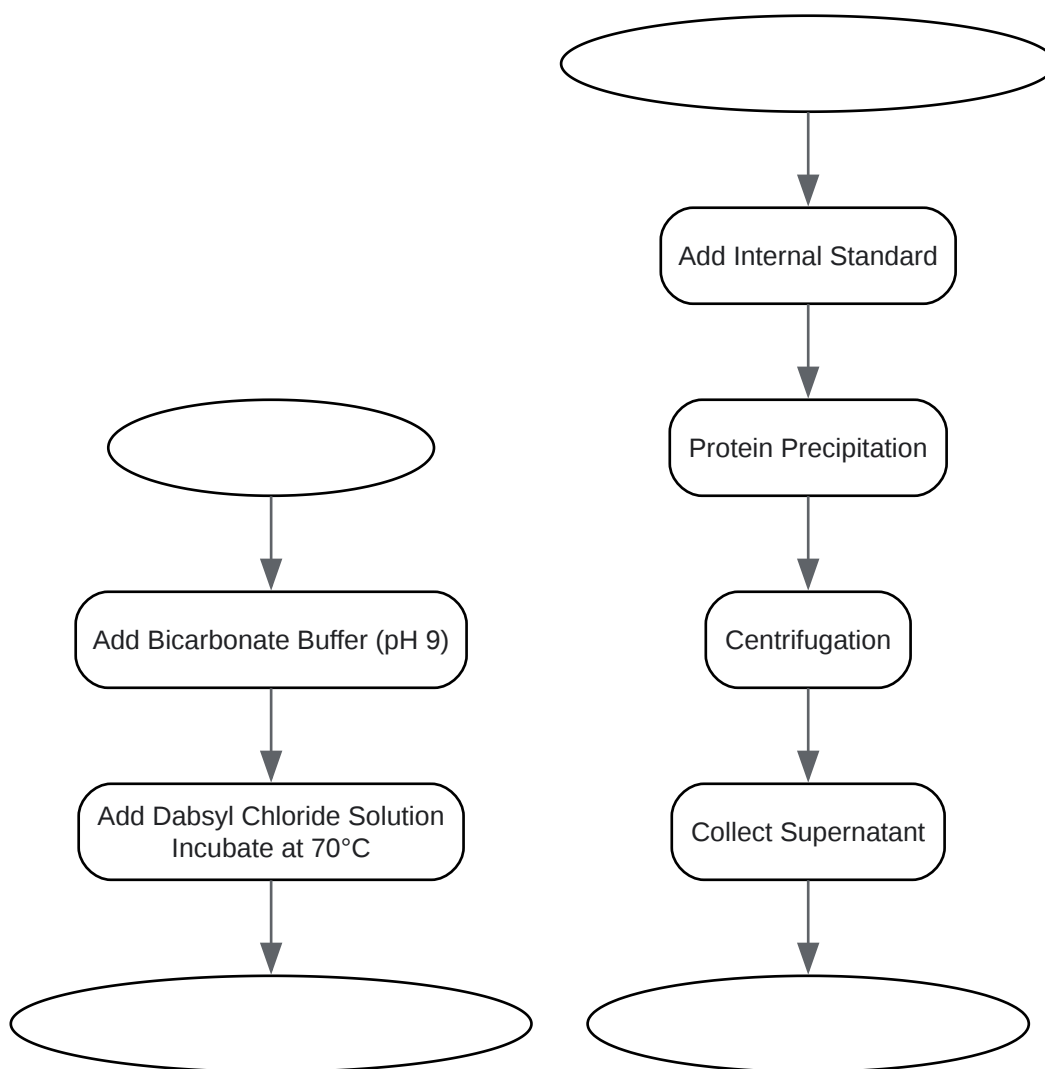 Add Internal Standard
Protein Precipitation
Centrifugation
Add Bicarbonate Buffer (pH 9)
Add Dabsyl Chloride Solution
Incubate at 70°C
Collect Supernatant